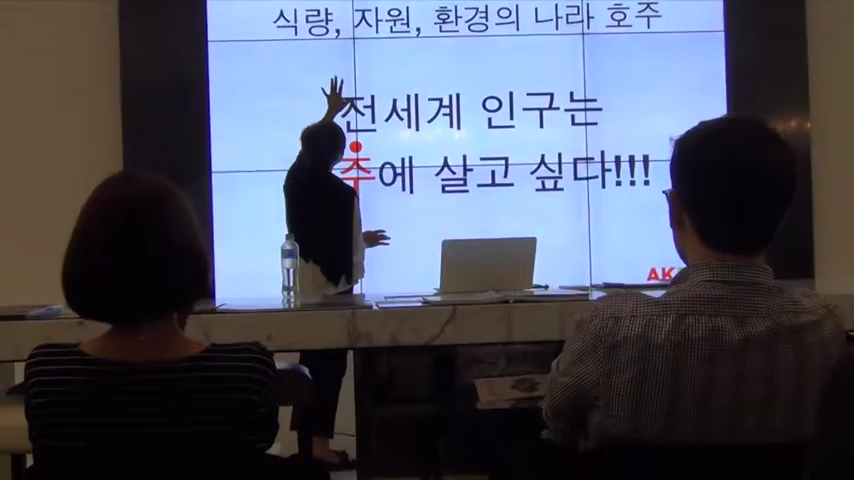 식량, 자원, 환경의 나라 호주
전세계 인구는
주에 살고 싶다!!!
AK